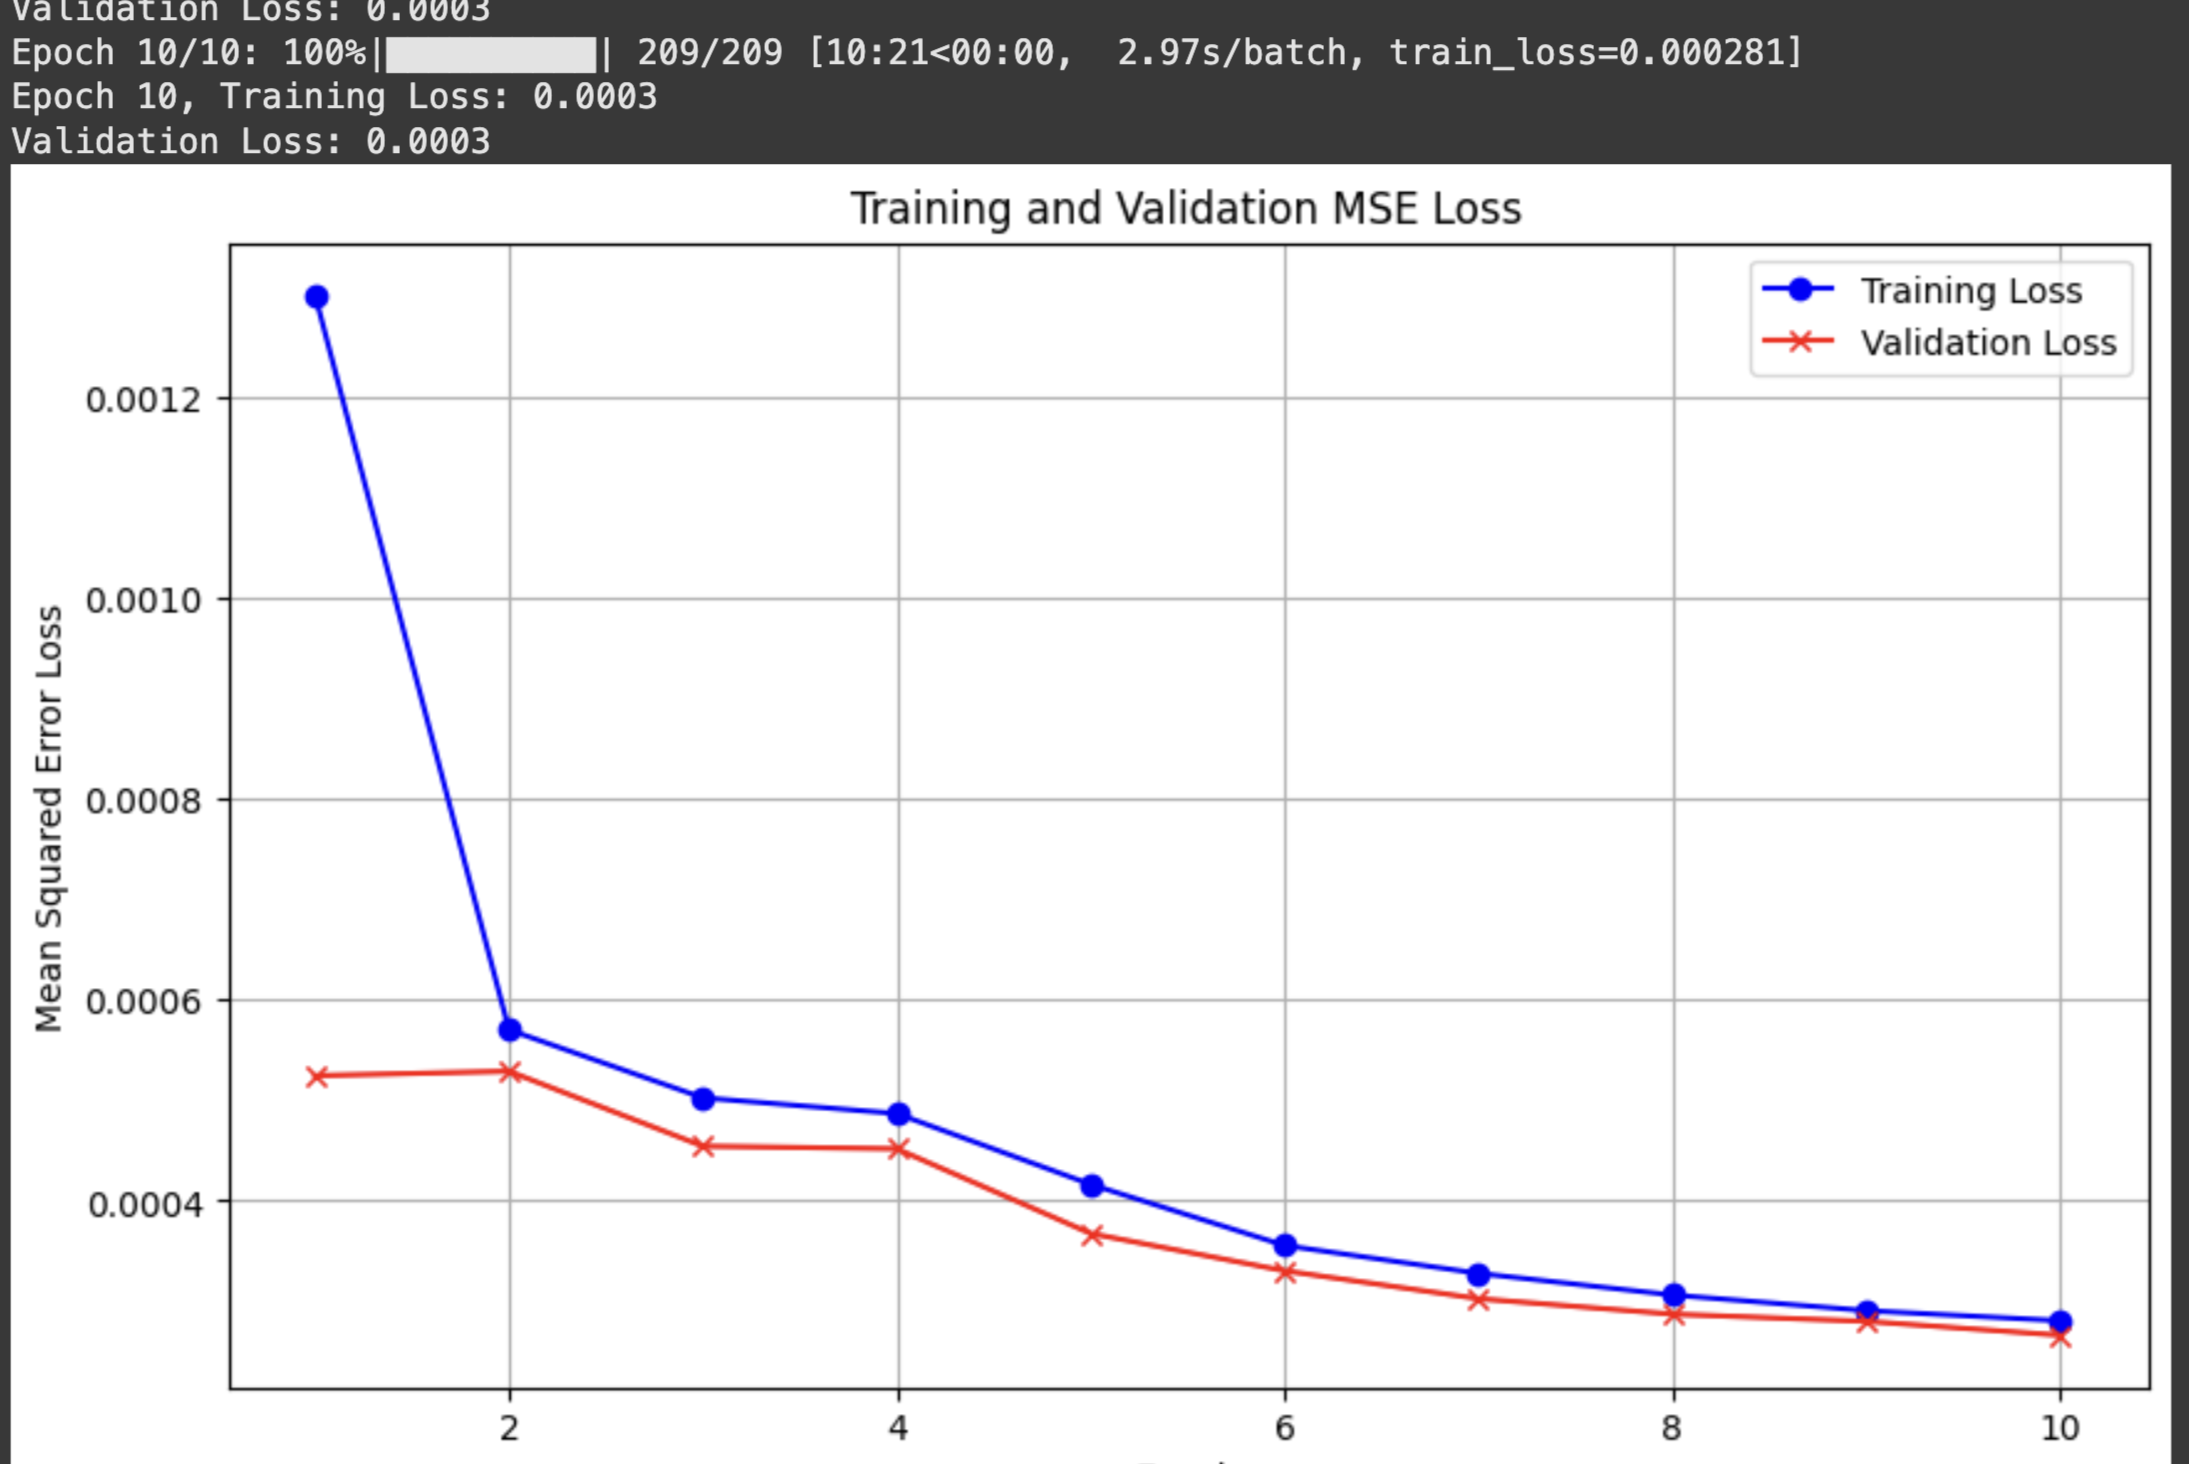 Validation Loss: 0.0003
Epoch 10/10: 100%|██████████| 209/209 [10:21<00:00,  2.97s/batch, train_loss=0.000281]
Epoch 10, Training Loss: 0.0003
Validation Loss: 0.0003
Training and Validation MSE Loss
Training Loss
Validation Loss
Mean Squared Error Loss
0.0012
0.0010
0.0008
0.0006
0.0004
2 4 6 8 10